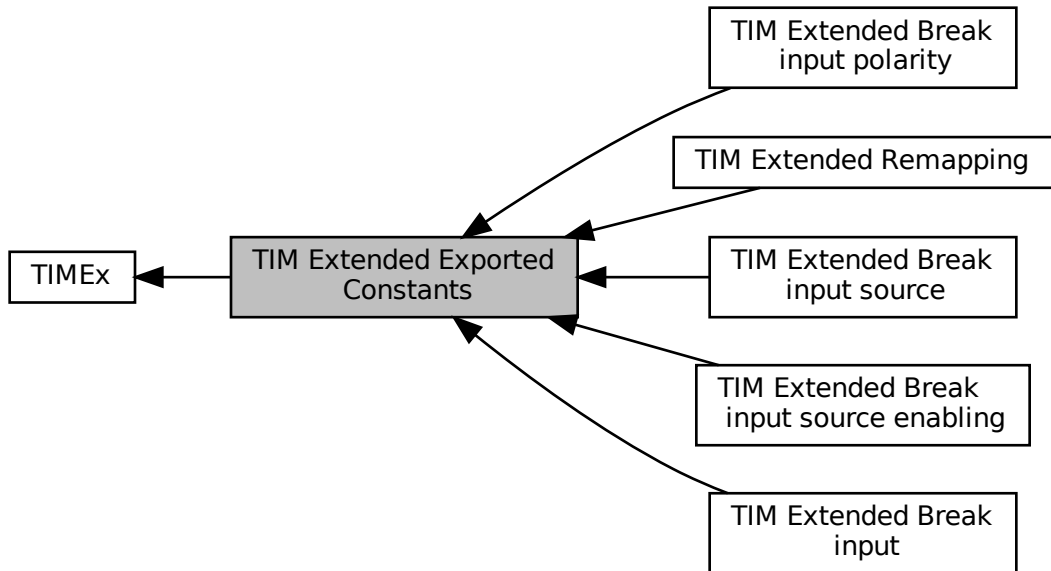 TIMEx
TIM Extended Exported
Constants
TIM Extended Break
input polarity
TIM Extended Remapping
TIM Extended Break
input source
TIM Extended Break
input source enabling
TIM Extended Break
input